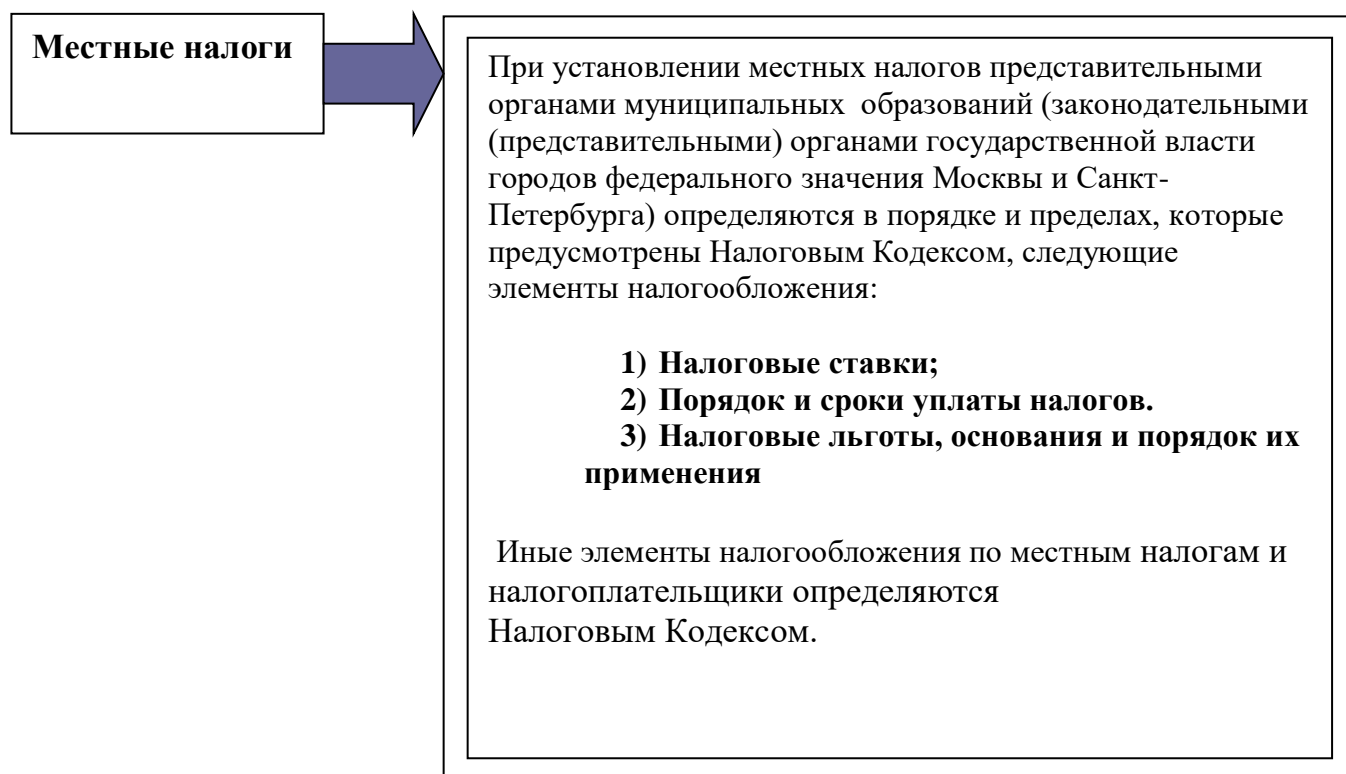 Местные налоги
При установлении местных налогов представительными
органами муниципальных образований (законодательными
(представительными) органами государственной власти
городов федерального значения Москвы и Санкт-
Петербурга) определяются в порядке и пределах, которые
предусмотрены Налоговым Кодексом, следующие
элементы налогообложения:
1) Налоговые ставки;
2) Порядок и сроки уплаты налогов.
3) Налоговые льготы, основания и порядок их
применения
Иные элементы налогообложения по местным налогам и
налогоплательщики определяются
Налоговым Кодексом.